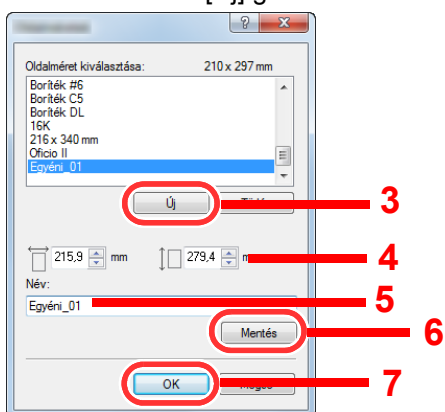 Oldalméret kiválasztása: 210 x 297 mm
Boríték #6
Boríték C5
Boríték DL
16K
216 x 340 mm
Oficio II
Egyéni_01
Új
3
215,9 mm 279,4
4
Név:
5
Egyéni_01
Mentés
6
OK
7